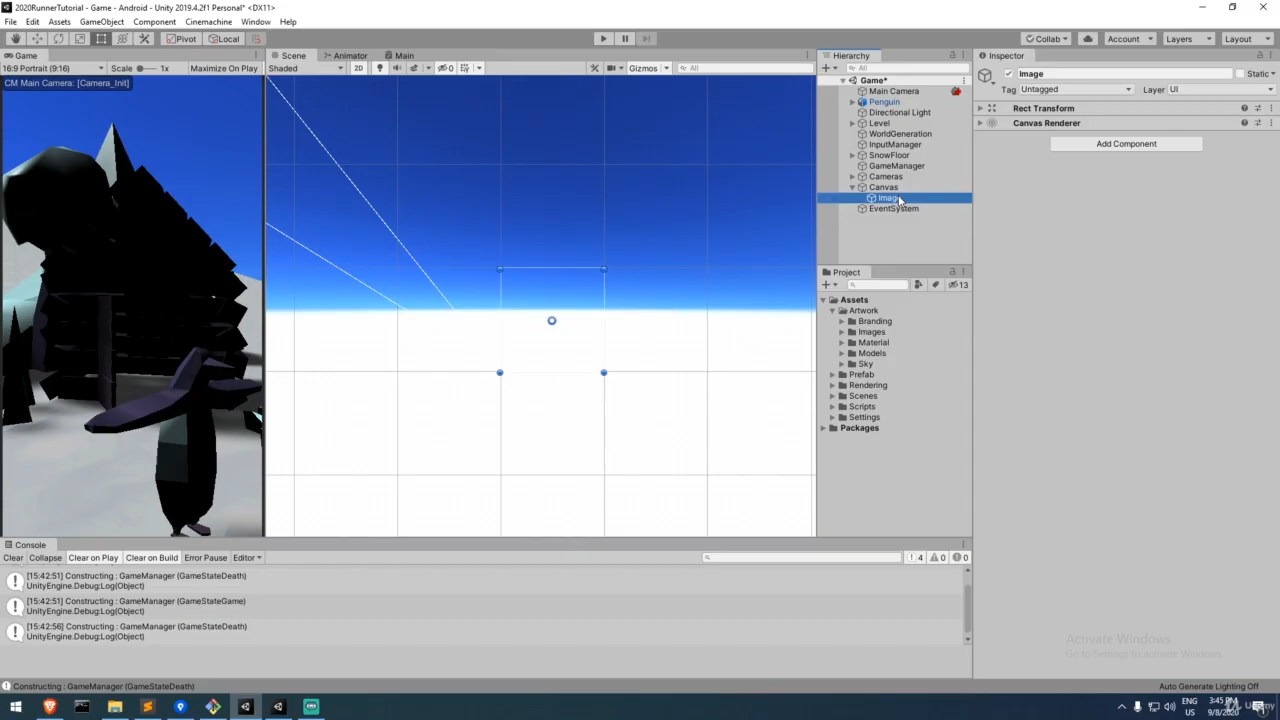 2020RunnerTutorial - Game - Android - Unity 2019.4.2f1 Personal* <DX11>
File Edit Assets GameObject Component Cinemachine Window Help
Pivot Local Collab Account Layers Layout
Game Scene Animator Main Hierarchy Inspector
16:9 Portrait (9:16) Scale 1x Maximize On Play Shaded 2D 0 Gizmos All All
CM Main Camera: [Camera_Init]
Image Static
Tag Untagged Layer UI
Rect Transform
Canvas Renderer
Add Component
Game*
Main Camera
Penguin
Directional Light
Level
WorldGeneration
InputManager
SnowFloor
GameManager
Cameras
Canvas
Image
EventSystem
Project
13
Assets
Artwork
Branding
Images
Material
Models
Sky
Prefab
Rendering
Scenes
Scripts
Settings
Packages
Console
Clear Collapse Clear on Play Clear on Build Error Pause Editor 4 0 0
[15:42:51] Constructing : GameManager (GameStateDeath)
UnityEngine.Debug:Log(Object)
[15:42:51] Constructing : GameManager (GameStateGame)
UnityEngine.Debug:Log(Object)
[15:42:56] Constructing : GameManager (GameStateDeath)
UnityEngine.Debug:Log(Object)
Activate Windows
Go to Settings to activate Windows.
Constructing : GameManager (GameStateDeath)
Auto Generate Lighting Off
ENG
US
3:45 PM
9/8/2020
Udemy